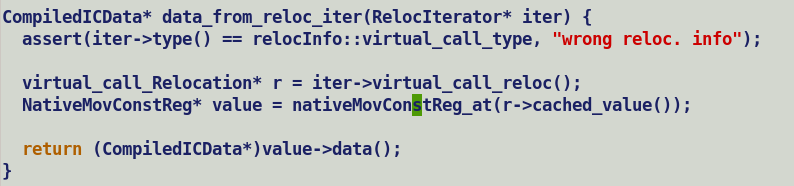 CompiledICData* data_from_reloc_iter(RelocIterator* iter) {
  assert(iter->type() == relocInfo::virtual_call_type, "wrong reloc. info");

  virtual_call_Relocation* r = iter->virtual_call_reloc();
  NativeMovConstReg* value = nativeMovConstReg_at(r->cached_value());

  return (CompiledICData*)value->data();
}